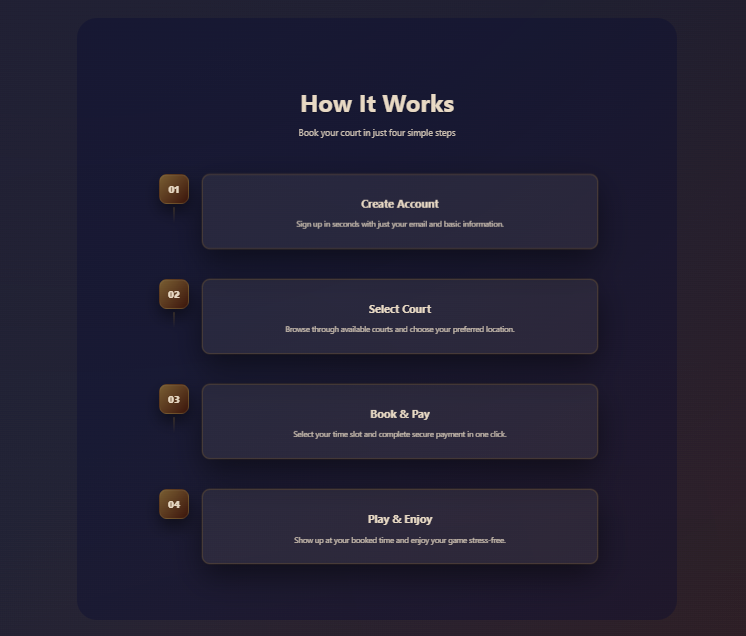 How It Works
Book your court in just four simple steps
01
Create Account
Sign up in seconds with just your email and basic information.
02
Select Court
Browse through available courts and choose your preferred location.
03
Book & Pay
Select your time slot and complete secure payment in one click.
04
Play & Enjoy
Show up at your booked time and enjoy your game stress-free.